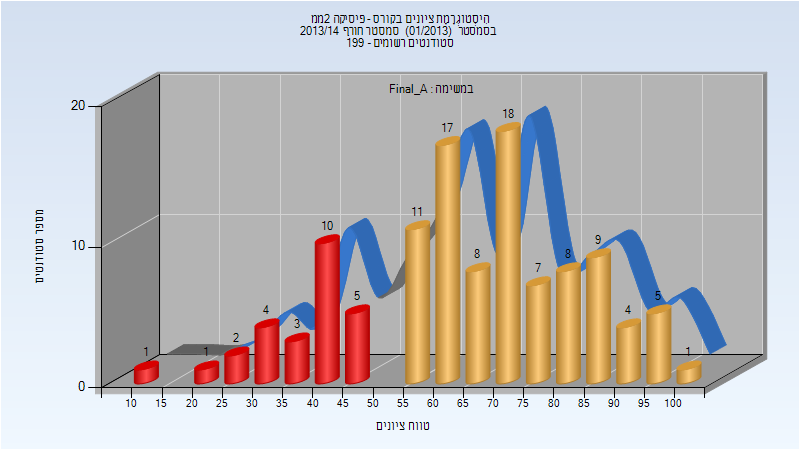 היסטוגרמת ציונים בקורס - פיסיקה 2ממ
בסמסטר (01/2013) סמסטר חורף 2013/14
סטודנטים רשומים - 199
במשימה : Final_A
20
10
0
מספר סטודנטים
1 1 2 4 3 10 5 11 17 8 18 7 8 9 4 5 1
10 15 20 25 30 35 40 45 50 55 60 65 70 75 80 85 90 95 100
טווח ציונים